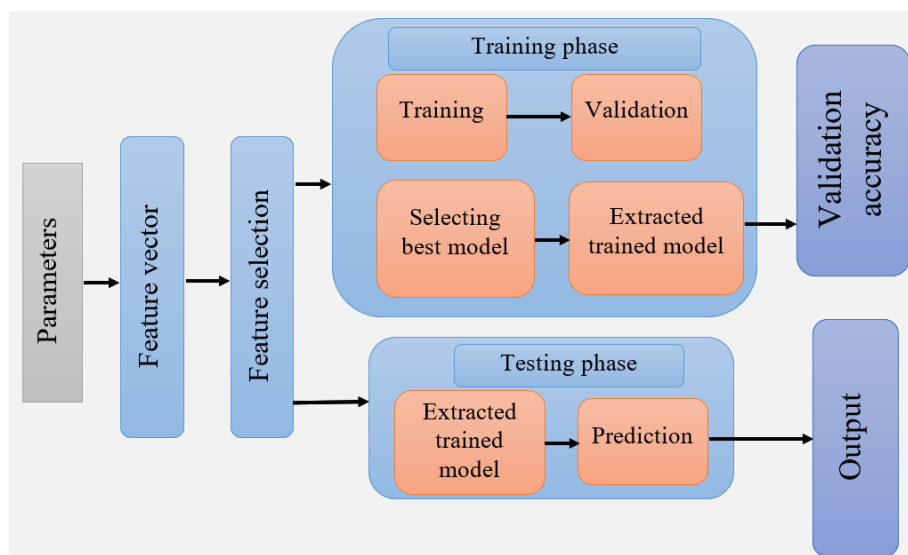 Parameters
Feature vector
Feature selection
Training phase
Training
Validation
Selecting
best model
Extracted
trained model
Validation
accuracy
Testing phase
Extracted
trained
model
Prediction
Output